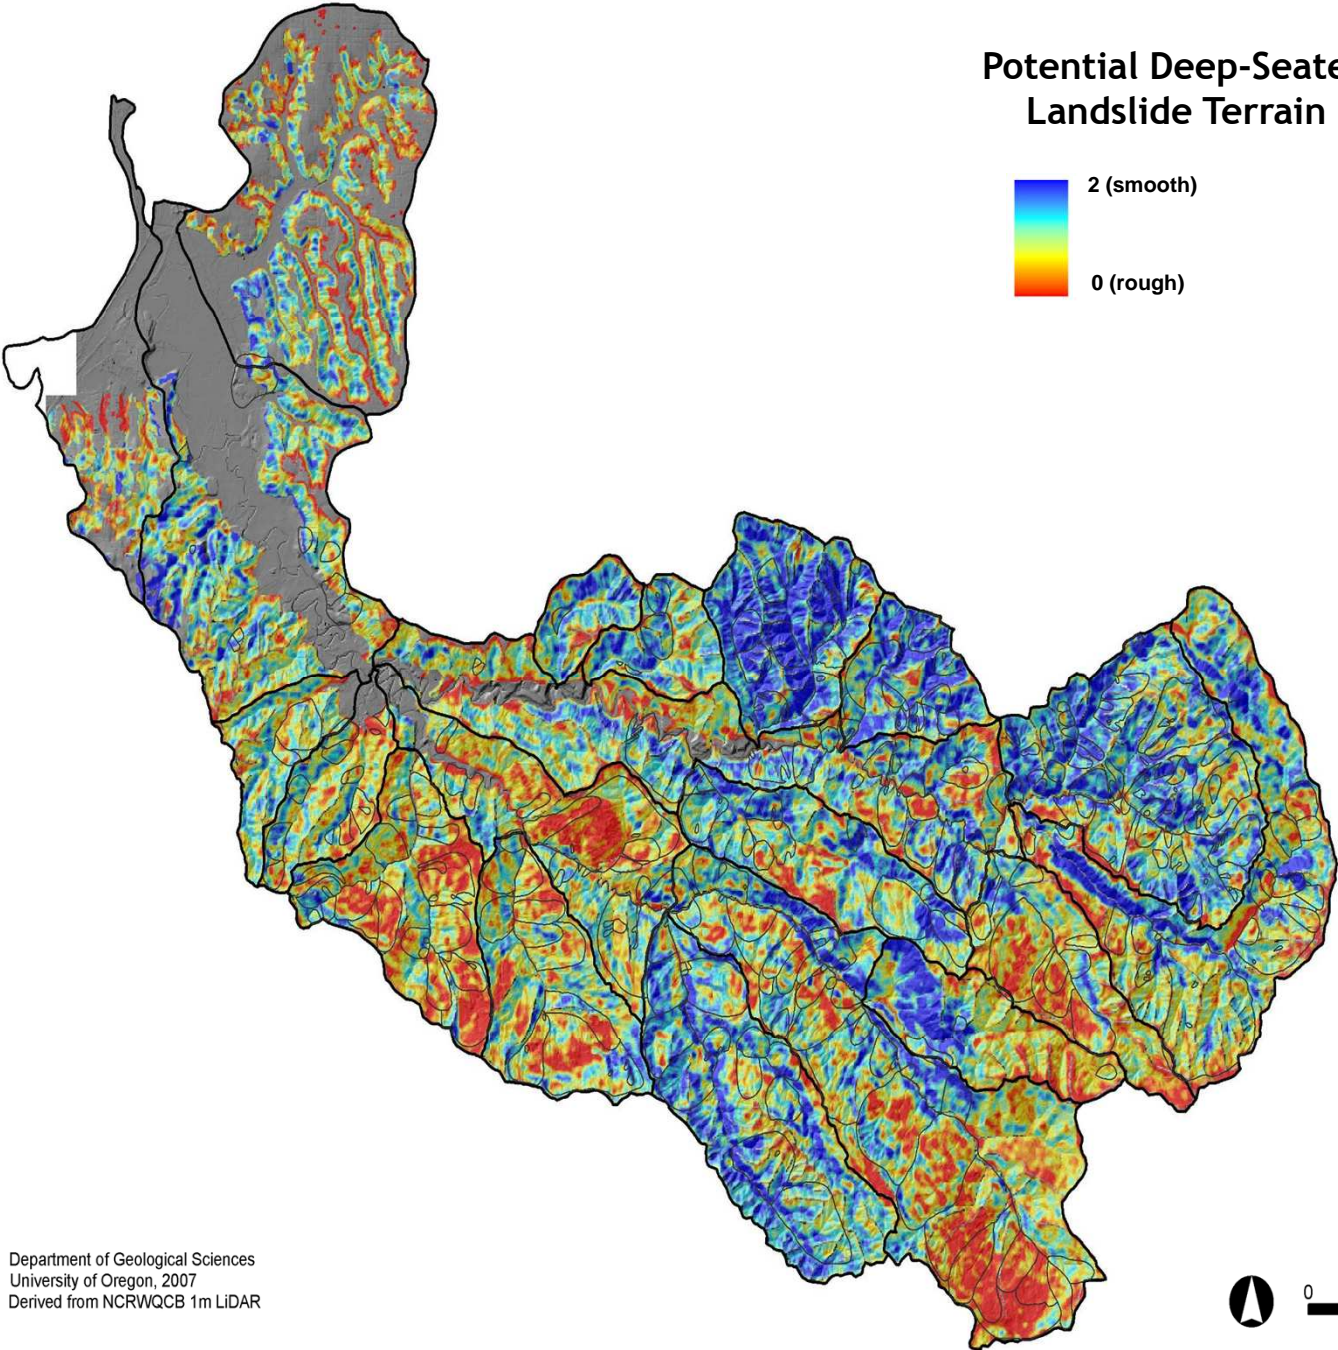 Potential Deep-Seate
Landslide Terrain
2 (smooth)
0 (rough)
Department of Geological Sciences
University of Oregon, 2007
Derived from NCRWQCB 1m LiDAR
0